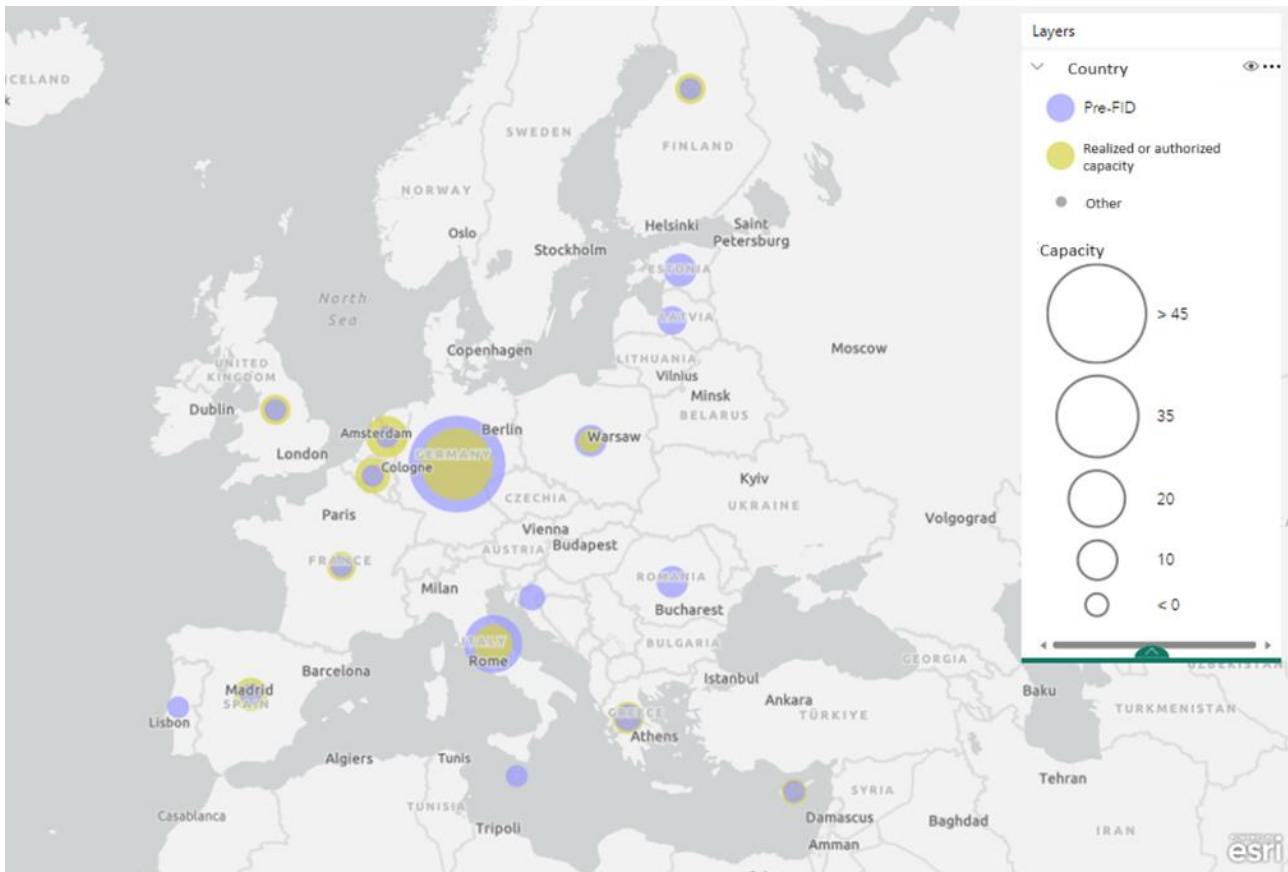 Layers
Country
Pre-FID
Realized or authorized
capacity
Other
Capacity
> 45
35
20
10
< 0
ICELAND
k
SWEDEN
FINLAND
NORWAY
Oslo
Helsinki
Saint
Petersburg
Stockholm
ESTONIA
North
Sea
LATVIA
Copenhagen
Moscow
LITHUANIA
Vilnius
UNITED
KINGDOM
Minsk
BELARUS
Dublin
Amsterdam
Berlin
Warsaw
London
GERMANY
Cologne
Kyiv
CZECHIA
UKRAINE
Paris
Volgograd
Vienna
AUSTRIA
Budapest
FRANCE
Milan
ROMANIA
Bucharest
ITALY
BULGARIA
Rome
GEORGIA
UZBEKISTAN
Barcelona
Istanbul
Madrid
SPAIN
Baku
Ankara
TÜRKIYE
TURKMENISTAN
Lisbon
GREECE
Athens
Algiers
Tunis
Tehran
SYRIA
Casablanca
TUNISIA
Damascus
Baghdad
Tripoli
Amman
IRAN
esri